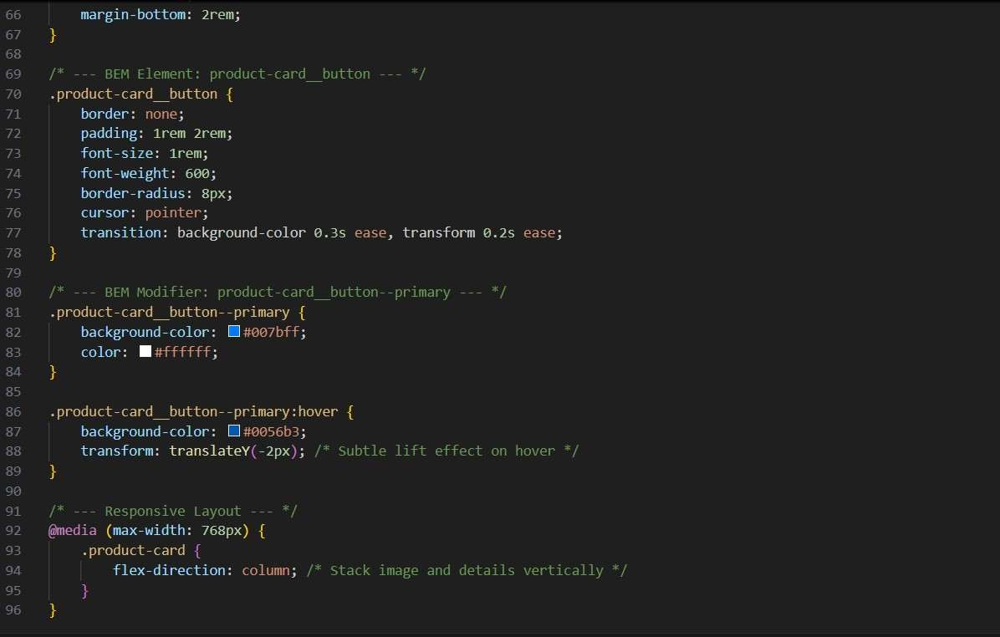 66 margin-bottom: 2rem;
67 }
68
69 /* --- BEM Element: product-card__button --- */
70 .product-card__button {
71 border: none;
72 padding: 1rem 2rem;
73 font-size: 1rem;
74 font-weight: 600;
75 border-radius: 8px;
76 cursor: pointer;
77 transition: background-color 0.3s ease, transform 0.2s ease;
78 }
79
80 /* --- BEM Modifier: product-card__button--primary --- */
81 .product-card__button--primary {
82 background-color: #007bff;
83 color: #ffffff;
84 }
85
86 .product-card__button--primary:hover {
87 background-color: #0056b3;
88 transform: translateY(-2px); /* Subtle lift effect on hover */
89 }
90
91 /* --- Responsive Layout --- */
92 @media (max-width: 768px) {
93 .product-card {
94 flex-direction: column; /* Stack image and details vertically */
95 }
96 }